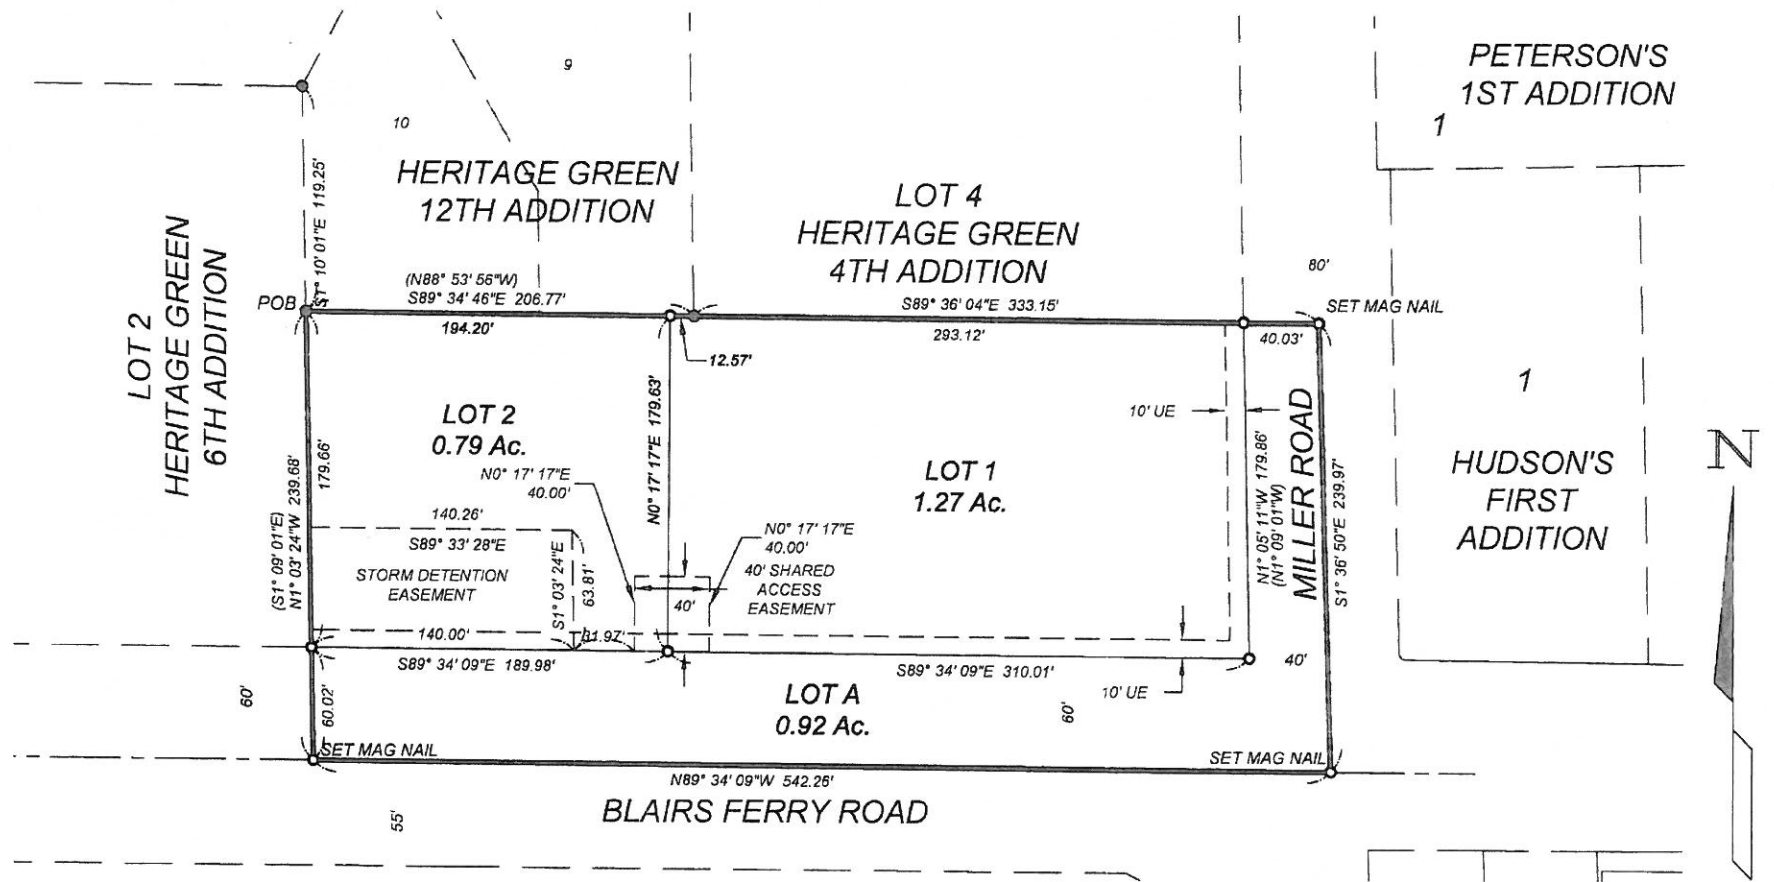 PETERSON'S
1ST ADDITION
1
9
10
HERITAGE GREEN
12TH ADDITION
LOT 4
HERITAGE GREEN
4TH ADDITION
S1° 10' 01"E 119.25'
LOT 2
HERITAGE GREEN
6TH ADDITION
80'
POB
(N88° 53' 56"W)
S89° 34' 46"E 206.77'
194.20'
12.57'
S89° 36' 04"E 333.15'
293.12'
40.03'
SET MAG NAIL
LOT 2
0.79 Ac.
N0° 17' 17"E 179.63'
LOT 1
1.27 Ac.
10' UE
MILLER ROAD
N1° 05' 11"W 179.86'
(N1° 09' 01"W)
S1° 36' 50"E 239.97'
1
HUDSON'S
FIRST
ADDITION
N
(S1° 09' 01"E)
N1° 03' 24"W 239.68'
179.66'
N0° 17' 17"E
40.00'
140.26'
S89° 33' 28"E
STORM DETENTION
EASEMENT
S1° 03' 24"E
63.81'
N0° 17' 17"E
40.00'
40' SHARED
ACCESS
EASEMENT
40'
140.00'
31.97'
S89° 34' 09"E 189.98'
S89° 34' 09"E 310.01'
40'
10' UE
LOT A
0.92 Ac.
60'
60'
60.02'
SET MAG NAIL
SET MAG NAIL
N89° 34' 09"W 542.26'
BLAIRS FERRY ROAD
55'